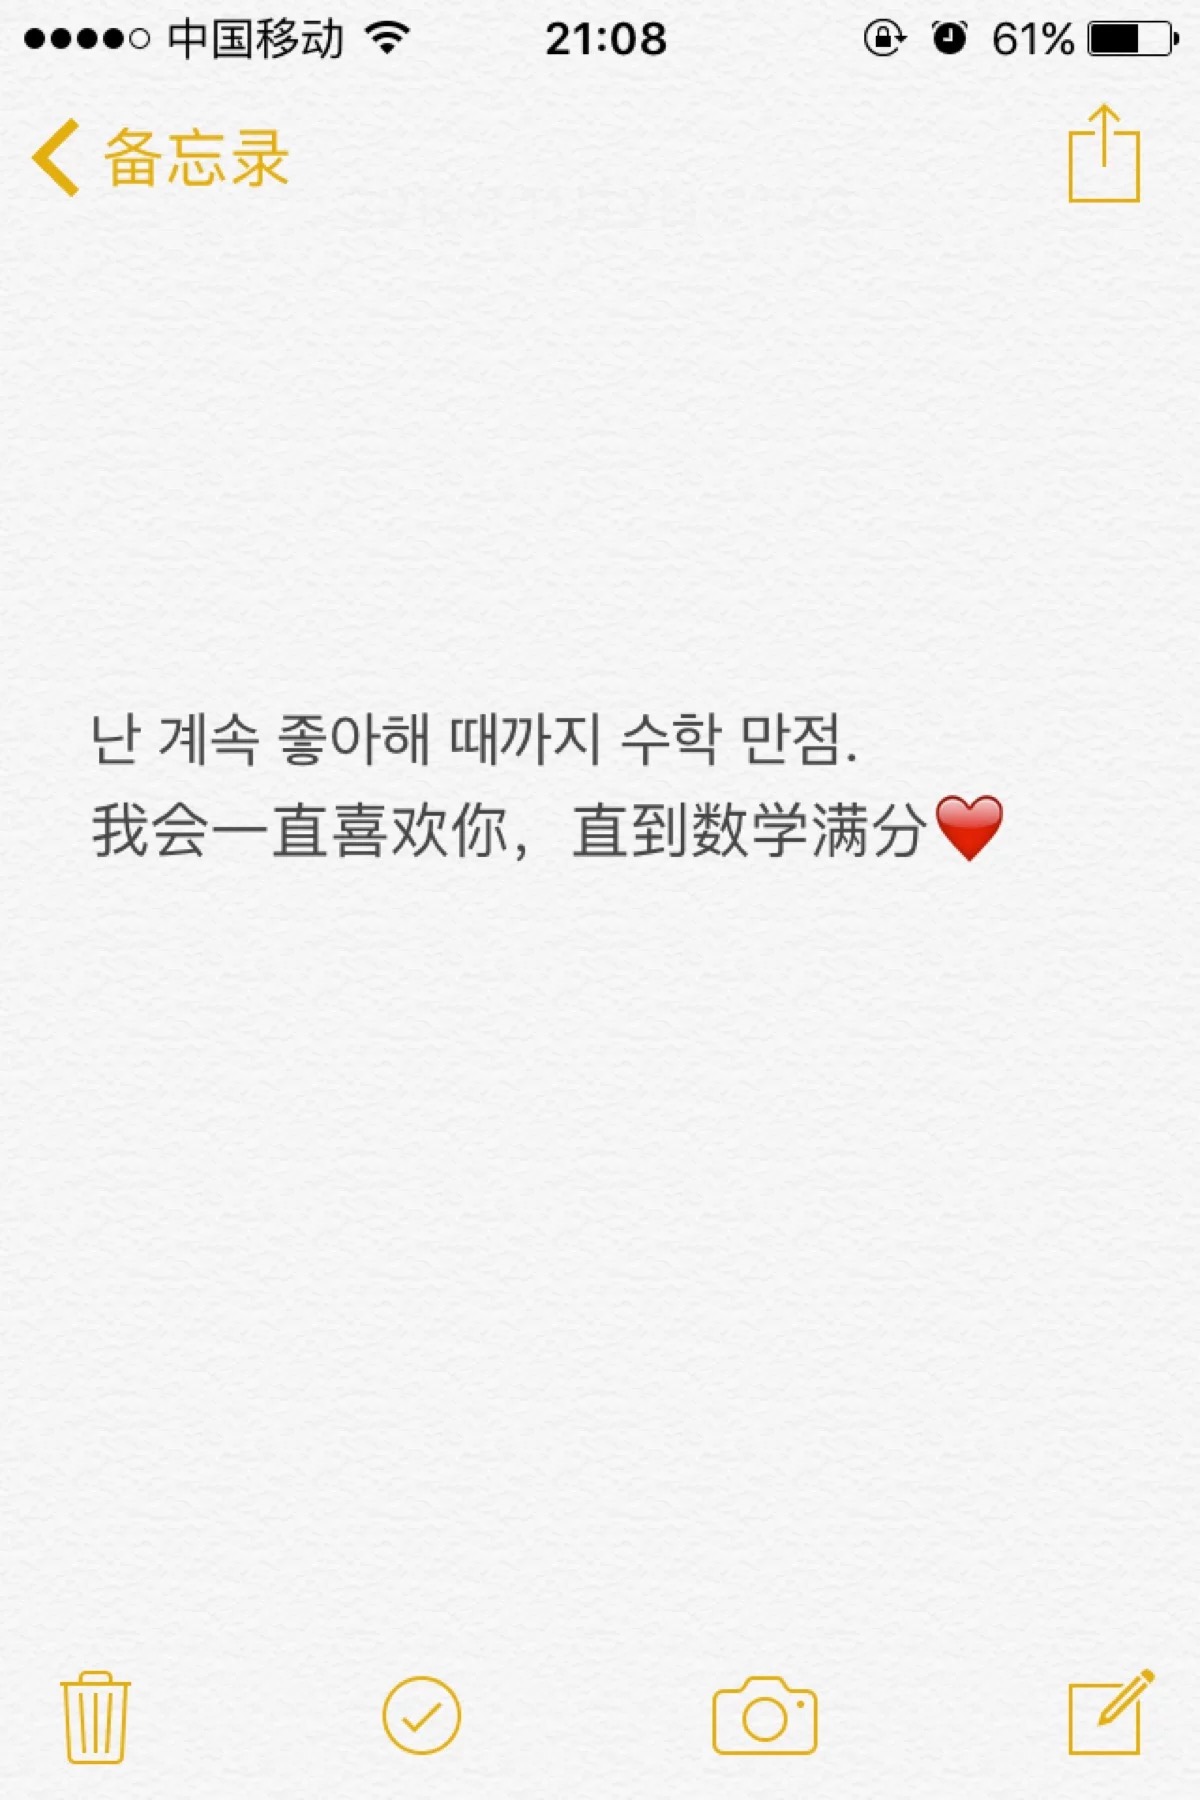 中国移动 21:08 61%
备忘录
난 계속 좋아해 때까지 수학 만점.
我会一直喜欢你，直到数学满分❤️